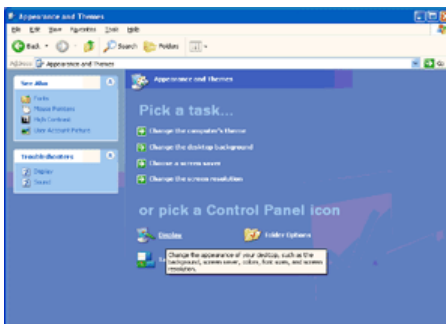 Appearance and Themes
File Edit View Favorites Tools Help
Back Search Folders
Address Appearance and Themes Go
See Also
Fonts
Mouse Pointers
High Contrast
User Account Picture
Troubleshooters
Display
Sound
Appearance and Themes
Pick a task...
Change the computer's theme
Change the desktop background
Choose a screen saver
Change the screen resolution
or pick a Control Panel icon
Display
Folder Options
Change the appearance of your desktop, such as the
background, screen saver, colors, font sizes, and screen
resolution.